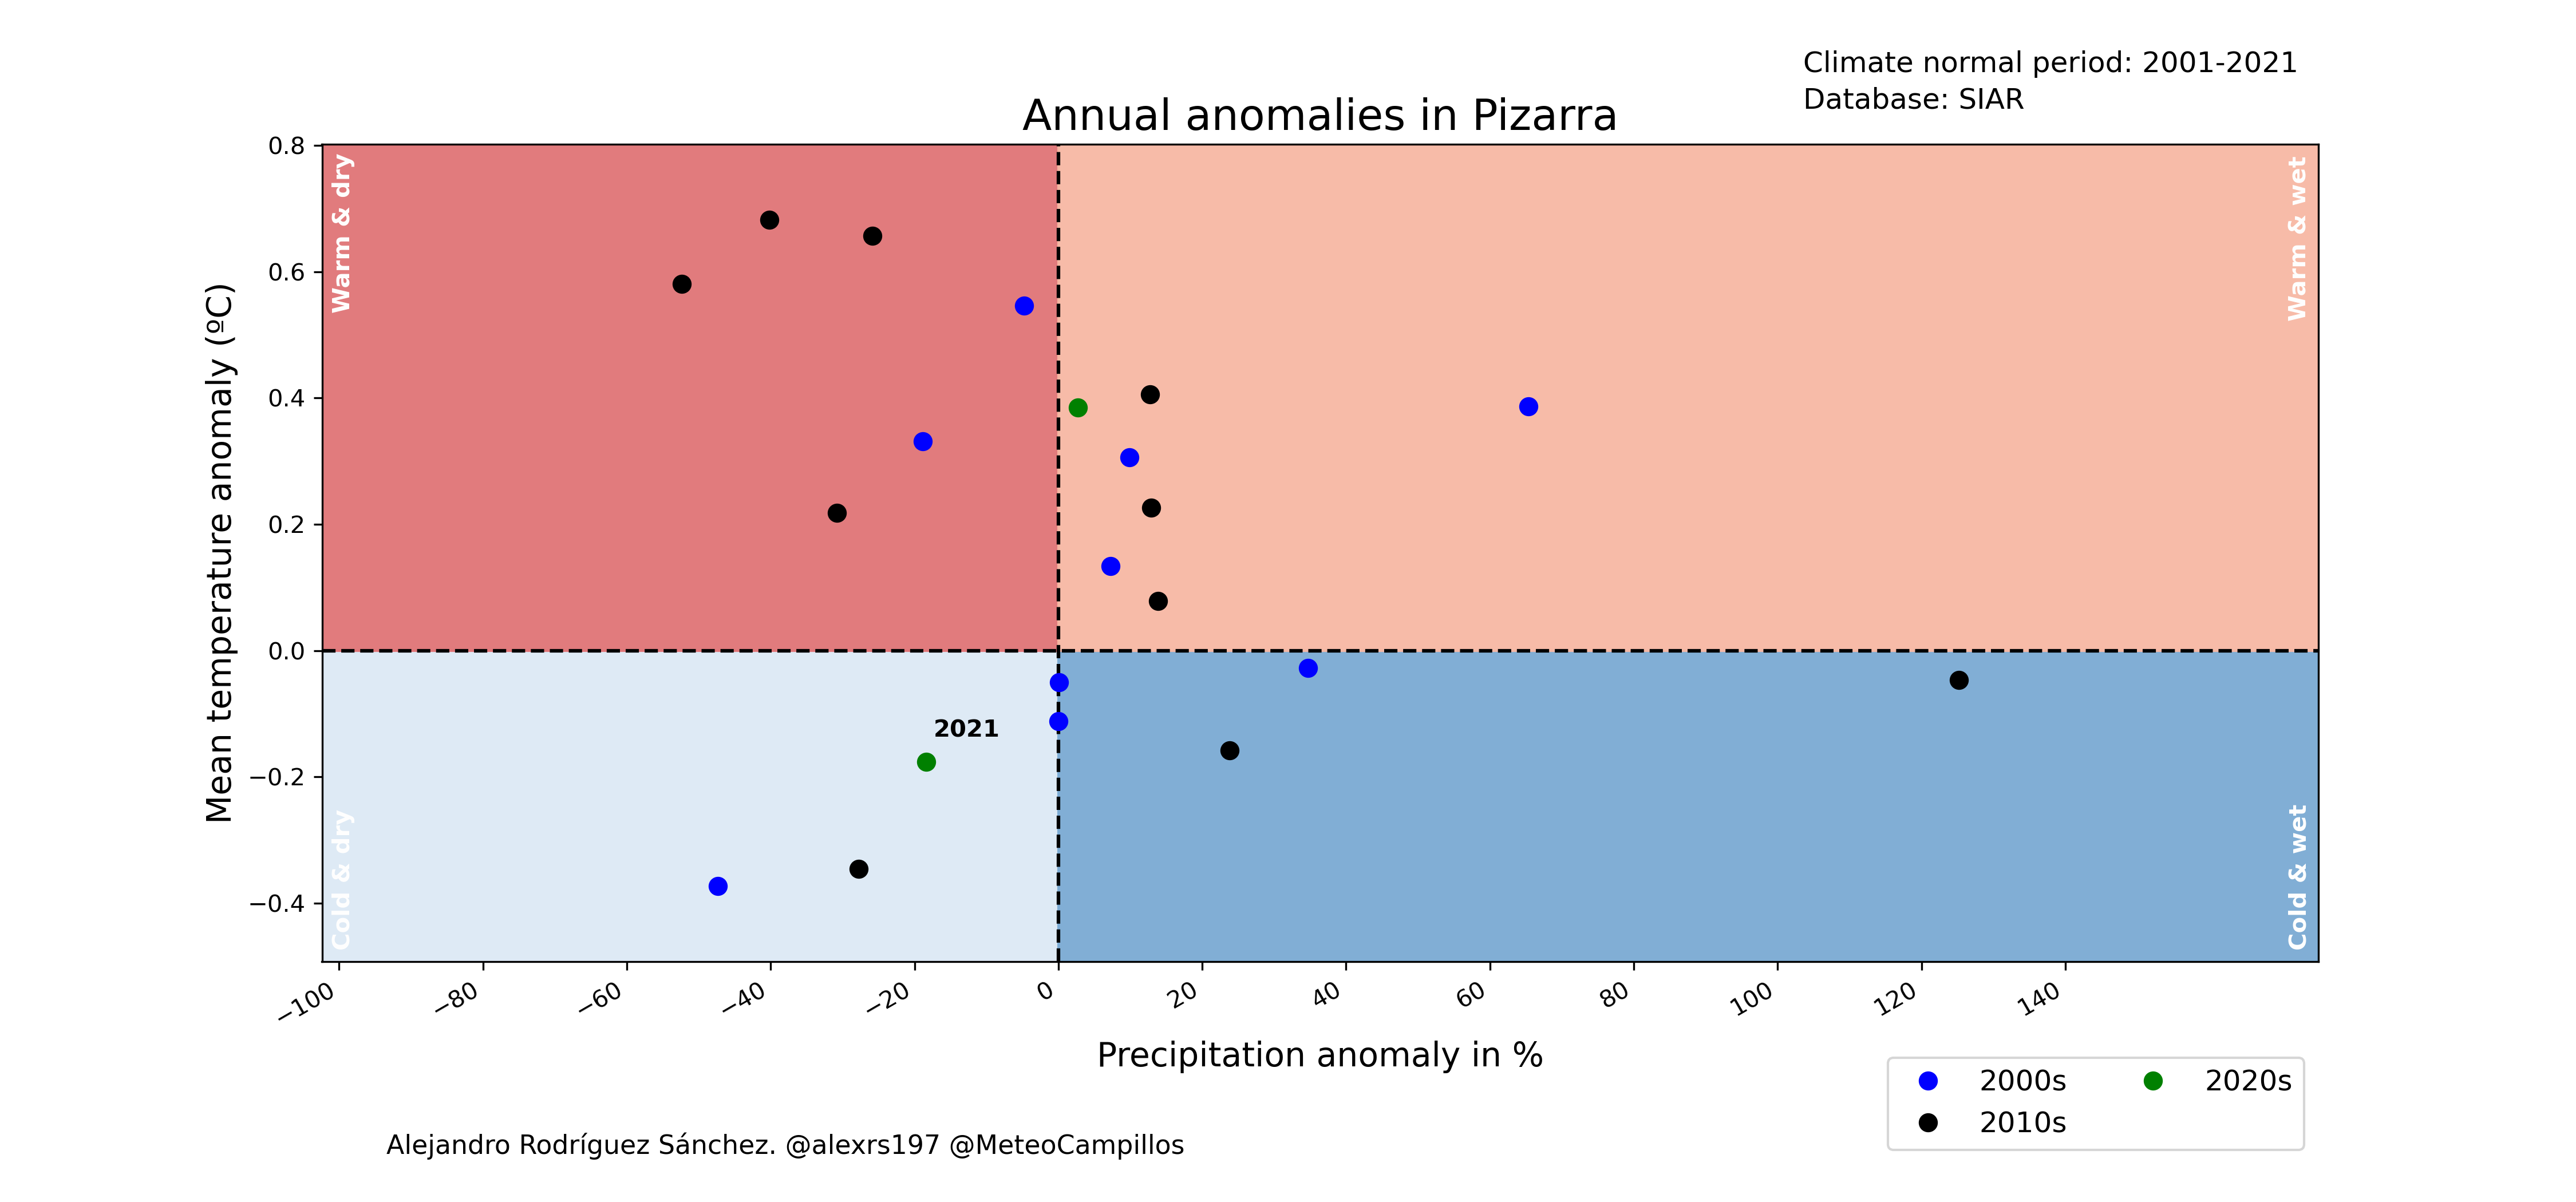 Climate normal period: 2001-2021
Database: SIAR
Annual anomalies in Pizarra
Mean temperature anomaly (ºC)
0.8
0.6
0.4
0.2
0.0
−0.2
−0.4
Warm & dry
Warm & wet
2021
Cold & dry
Cold & wet
−100
−80
−60
−40
−20
0
20
40
60
80
100
120
140
Precipitation anomaly in %
2000s
2010s
2020s
Alejandro Rodríguez Sánchez. @alexrs197 @MeteoCampillos